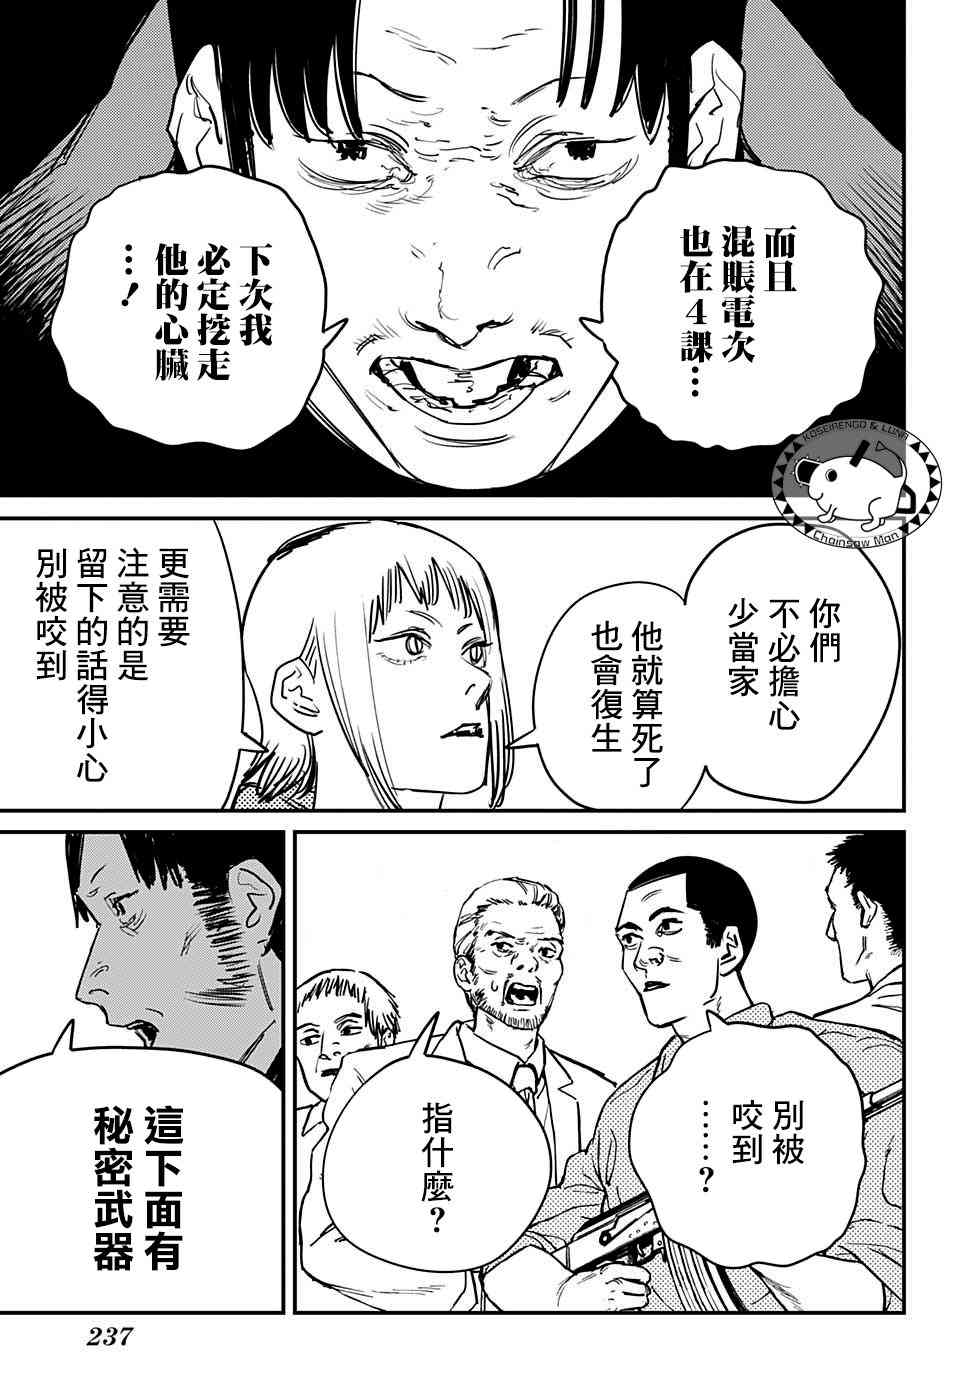 而且
混賬電次
也在４課…
下次我
必定挖走
他的心臟
…！
KOSEIRENGO & LUNA
Chainsaw Man
你們
不必擔心
少當家
他就算死了
也會復生
更需要
注意的是
留下的話得小心
別被咬到
別被
咬到
……？
指什麼？
這下面有
秘密武器
237